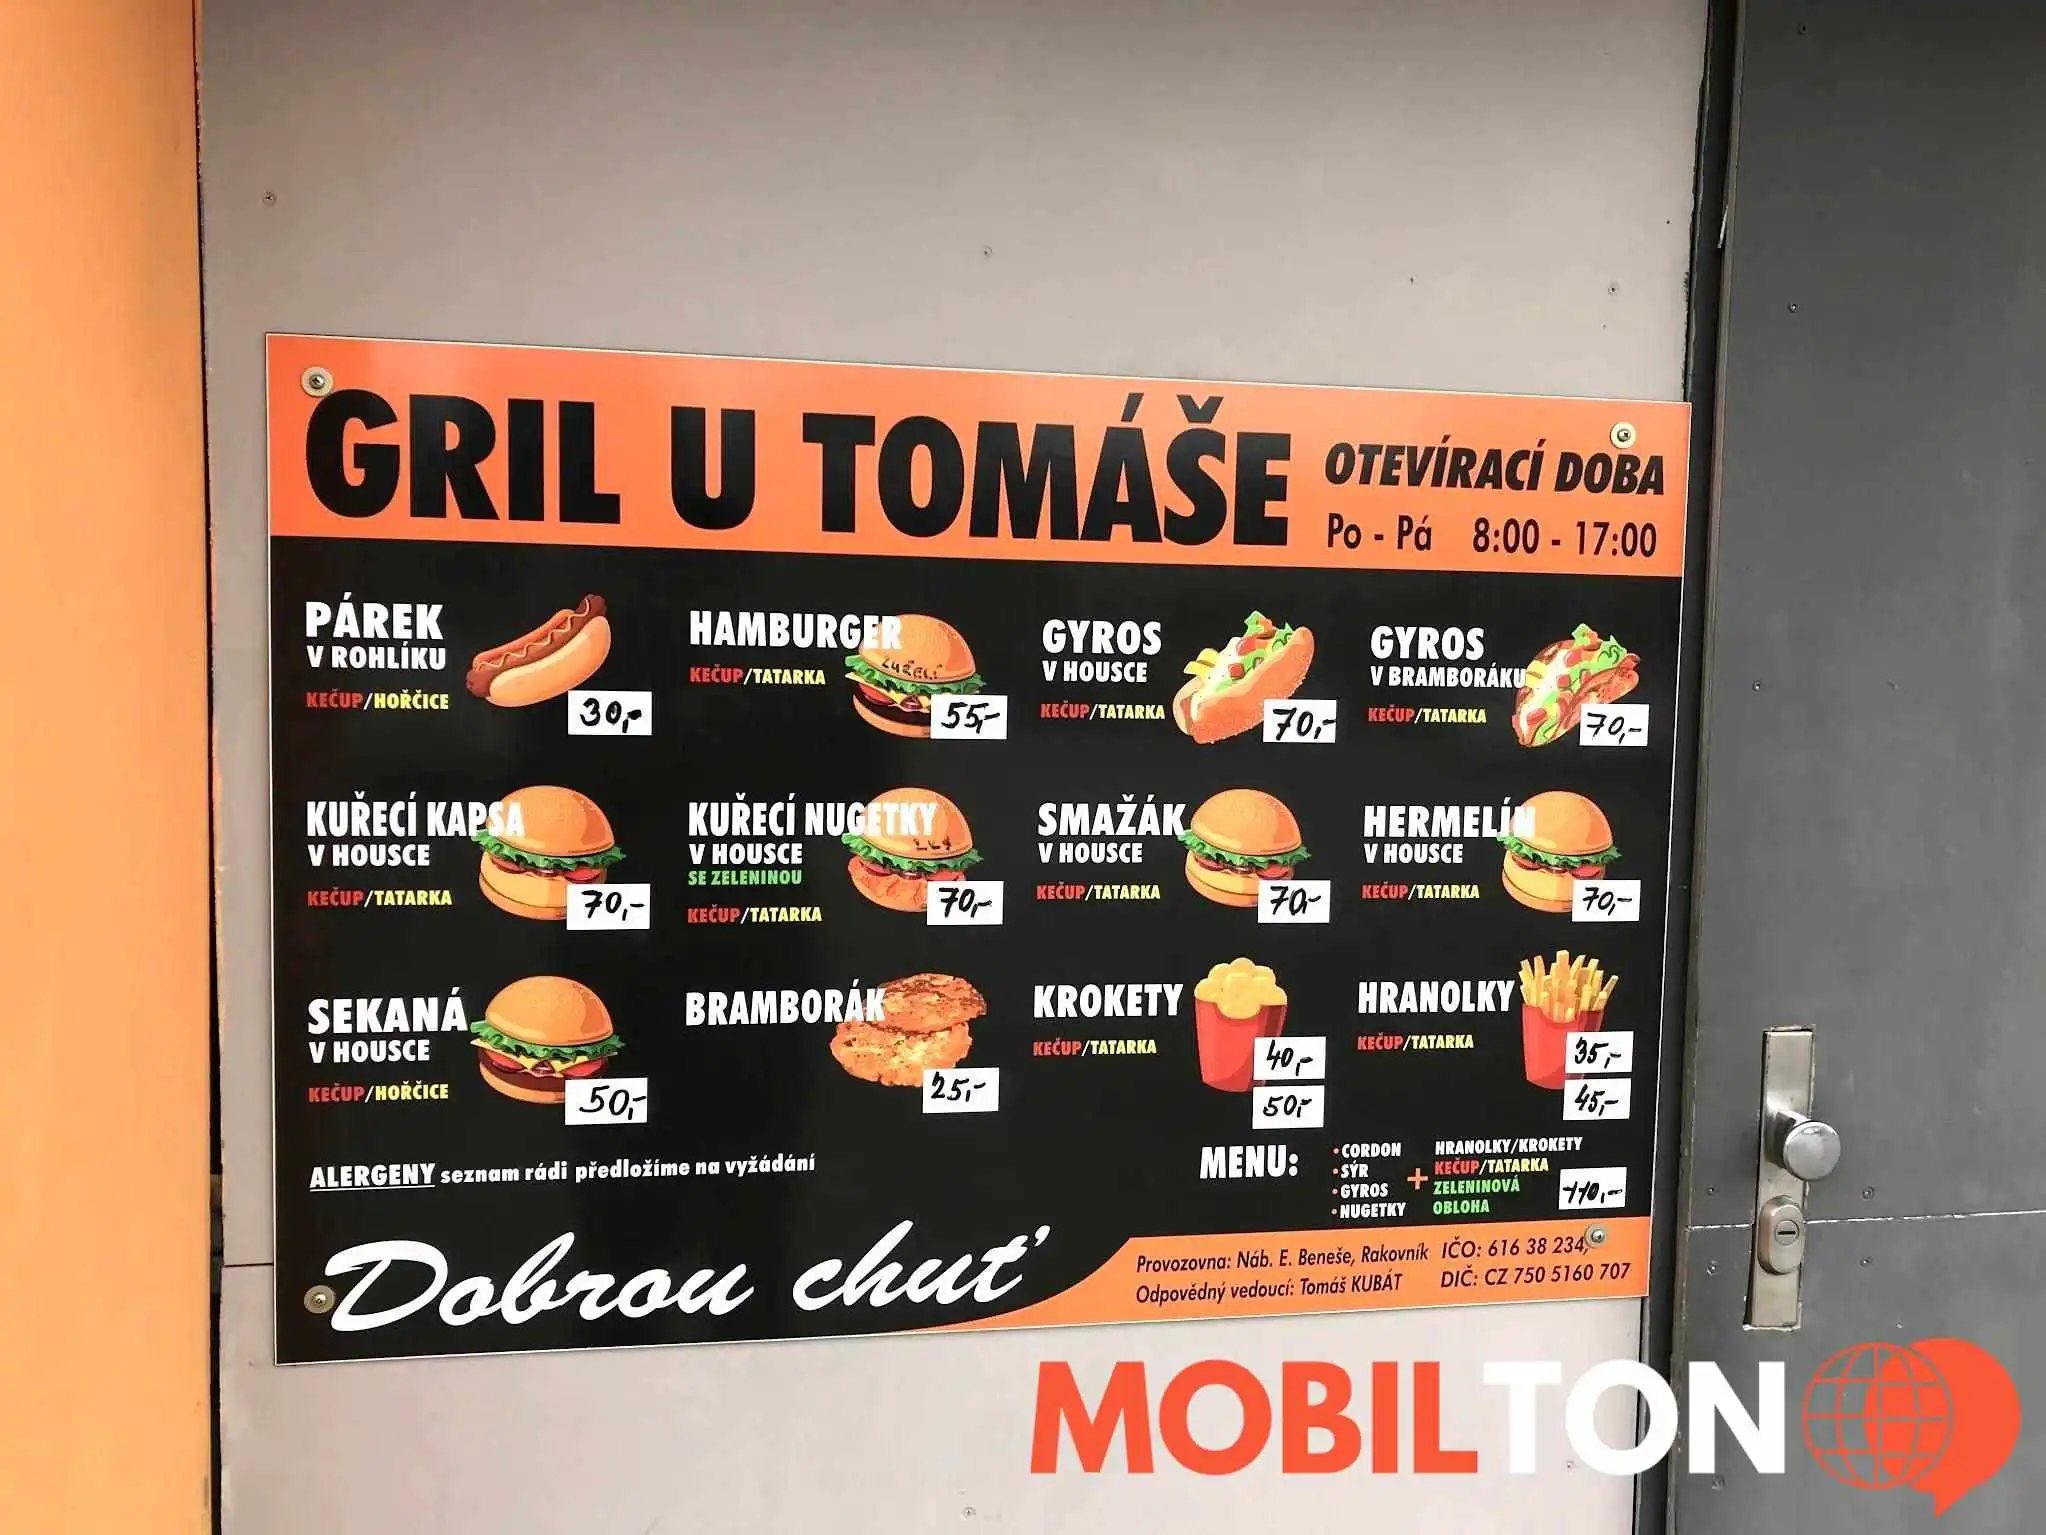 GRIL U TOMÁŠE
OTEVÍRACÍ DOBA
Po - Pá 8:00 - 17:00
PÁREK
V ROHLÍKU
KEČUP/HOŘČICE
30,-
HAMBURGER
KEČUP/TATARKA
55,-
GYROS
V HOUSCE
KEČUP/TATARKA
70,-
GYROS
V BRAMBORÁKU
KEČUP/TATARKA
70,-
KUŘECÍ KAPSA
V HOUSCE
KEČUP/TATARKA
70,-
KUŘECÍ NUGETKY
V HOUSCE
SE ZELENINOU
KEČUP/TATARKA
70,-
SMAŽÁK
V HOUSCE
KEČUP/TATARKA
70,-
HERMELÍN
V HOUSCE
KEČUP/TATARKA
70,-
SEKANÁ
V HOUSCE
KEČUP/HOŘČICE
50,-
BRAMBORÁK
25,-
KROKETY
KEČUP/TATARKA
40,-
50,-
HRANOLKY
KEČUP/TATARKA
35,-
45,-
ALERGENY seznam rádi předložíme na vyžádání
MENU:
• CORDON
• SÝR
• GYROS
• NUGETKY
+
HRANOLKY/KROKETY
KEČUP/TATARKA
ZELENINOVÁ
OBLOHA
110,-
Dobrou chuť
Provozovna: Náb. E. Beneše, Rakovník IČO: 616 38 234,
Odpovědný vedoucí: Tomáš KUBÁT DIČ: CZ 750 5160 707
MOBILTON